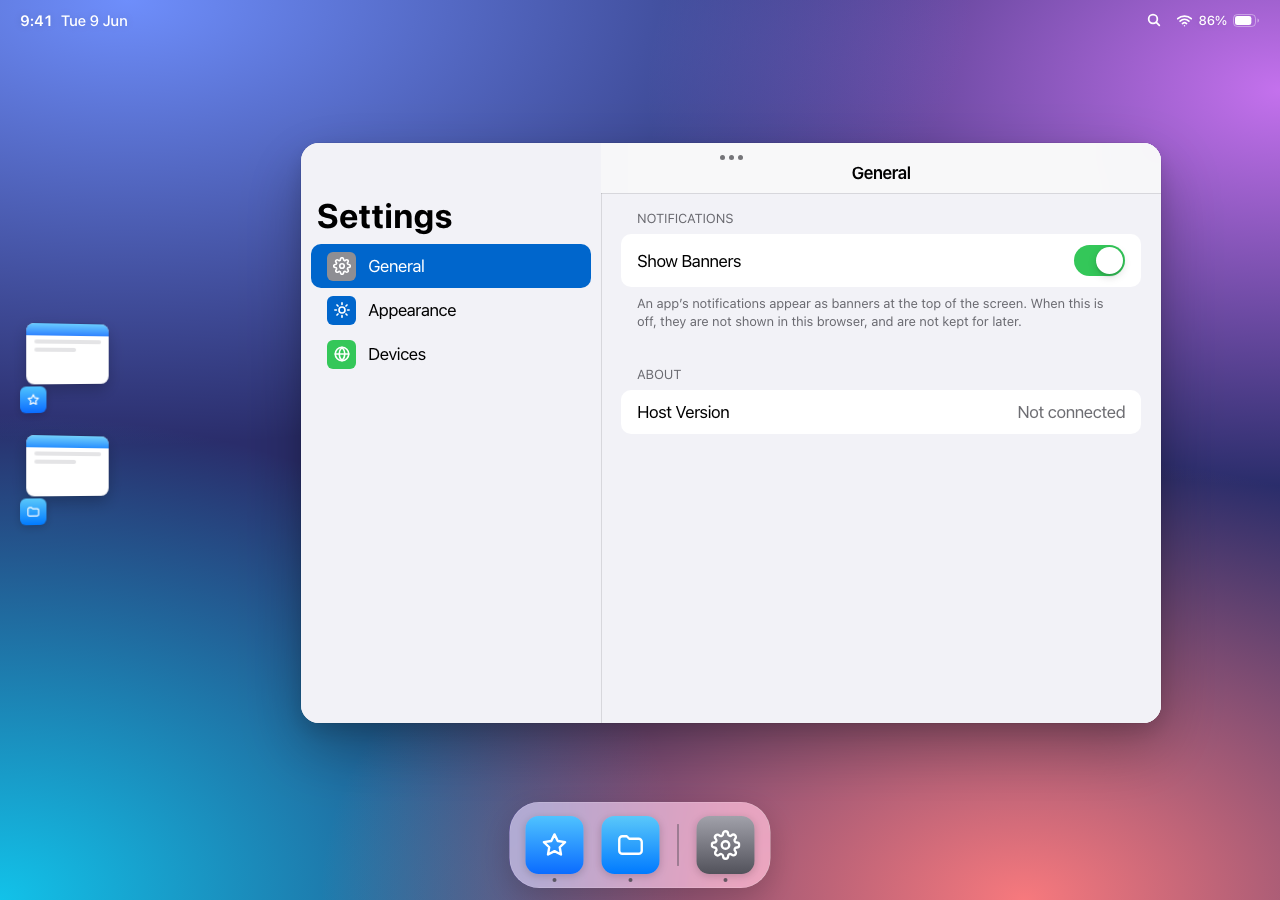 9:41 Tue 9 Jun
86%
Settings
General
Appearance
Devices
General
NOTIFICATIONS
Show Banners
An app’s notifications appear as banners at the top of the screen. When this is
off, they are not shown in this browser, and are not kept for later.
ABOUT
Host Version Not connected